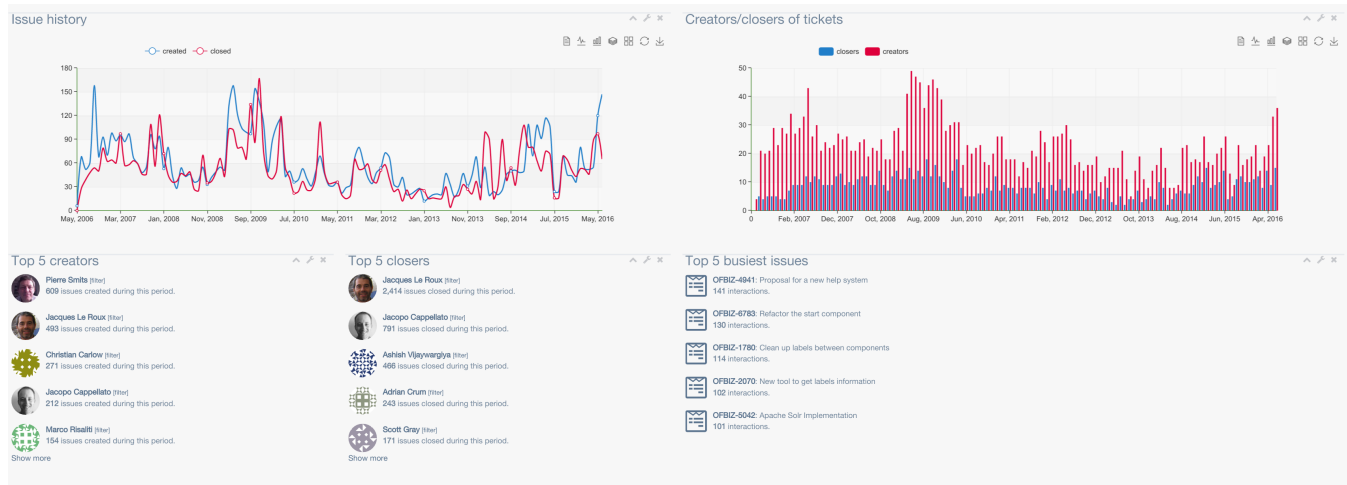 Issue history
created closed
180
150
120
90
60
30
0
May, 2006 Mar, 2007 Jan, 2008 Nov, 2008 Sep, 2009 Jul, 2010 May, 2011 Mar, 2012 Jan, 2013 Nov, 2013 Sep, 2014 Jul, 2015 May, 2016
Creators/closers of tickets
closers creators
50
40
30
20
10
0
0 Feb, 2007 Dec, 2007 Oct, 2008 Aug, 2009 Jun, 2010 Apr, 2011 Feb, 2012 Dec, 2012 Oct, 2013 Aug, 2014 Jun, 2015 Apr, 2016
Top 5 creators
Pierre Smits [filter]
609 issues created during this period.
Jacques Le Roux [filter]
493 issues created during this period.
Christian Carlow [filter]
271 issues created during this period.
Jacopo Cappellato [filter]
212 issues created during this period.
Marco Risaliti [filter]
154 issues created during this period.
Show more
Top 5 closers
Jacques Le Roux [filter]
2,414 issues closed during this period.
Jacopo Cappellato [filter]
791 issues closed during this period.
Ashish Vijaywargiya [filter]
466 issues closed during this period.
Adrian Crum [filter]
243 issues closed during this period.
Scott Gray [filter]
171 issues closed during this period.
Show more
Top 5 busiest issues
OFBIZ-4941: Proposal for a new help system
141 interactions.
OFBIZ-6783: Refactor the start component
130 interactions.
OFBIZ-1780: Clean up labels between components
114 interactions.
OFBIZ-2070: New tool to get labels information
102 interactions.
OFBIZ-5042: Apache Solr Implementation
101 interactions.